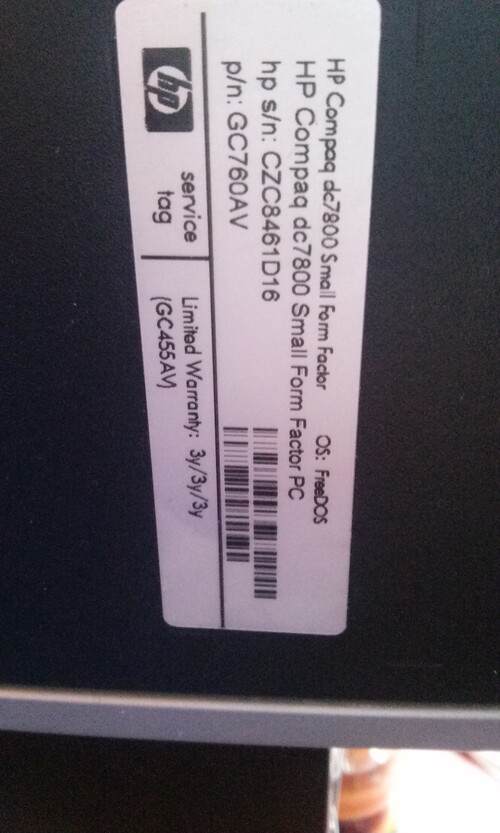 HP Compaq dc7800 Small Form Factor OS: FreeDOS
HP Compaq dc7800 Small Form Factor PC
hp s/n: CZC8461D16
p/n: GC760AV
hp
service
tag
Limited Warranty: 3y/3y/3y
(GC455AV)